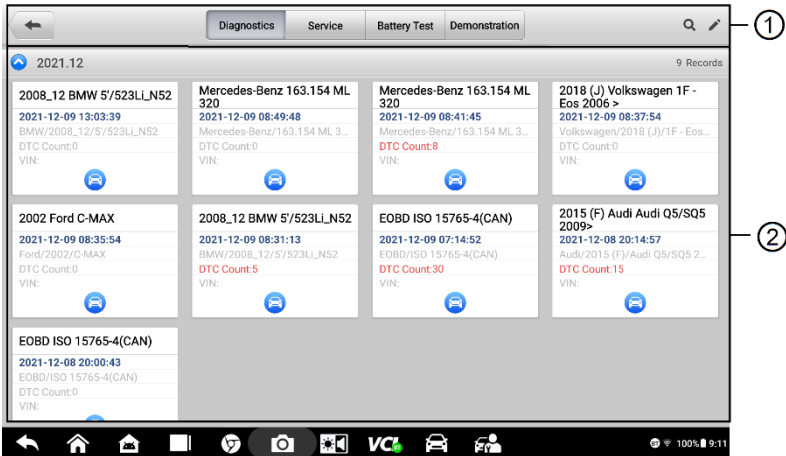 Diagnostics Service Battery Test Demonstration
①
2021.12 9 Records
2008_12 BMW 5'/523Li_N52
2021-12-09 13:03:39
BMW/2008_12/5'/523Li_N52
DTC Count:0
VIN:
Mercedes-Benz 163.154 ML
320
2021-12-09 08:49:48
Mercedes-Benz/163.154 ML 3...
DTC Count:0
VIN:
Mercedes-Benz 163.154 ML
320
2021-12-09 08:41:45
Mercedes-Benz/163.154 ML 3...
DTC Count:8
VIN:
2018 (J) Volkswagen 1F -
Eos 2006 >
2021-12-09 08:37:54
Volkswagen/2018 (J)/1F - Eos...
DTC Count:0
VIN:
2002 Ford C-MAX
2021-12-09 08:35:54
Ford/2002/C-MAX
DTC Count:0
VIN:
2008_12 BMW 5'/523Li_N52
2021-12-09 08:31:13
BMW/2008_12/5'/523Li_N52
DTC Count:5
VIN:
EOBD ISO 15765-4(CAN)
2021-12-09 07:14:52
EOBD/ISO 15765-4(CAN)
DTC Count:30
VIN:
2015 (F) Audi Audi Q5/SQ5
2009>
2021-12-08 20:14:57
Audi/2015 (F)/Audi Q5/SQ5 2...
DTC Count:15
VIN:
②
EOBD ISO 15765-4(CAN)
2021-12-08 20:00:43
EOBD/ISO 15765-4(CAN)
DTC Count:0
VIN:
VCI 100% 9:11